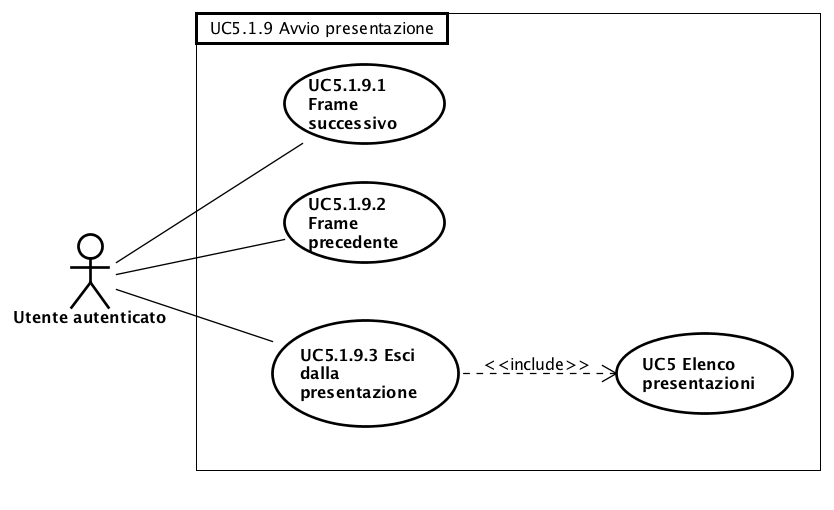 UC5.1.9 Avvio presentazione
UC5.1.9.1
Frame
successivo
UC5.1.9.2
Frame
precedente
Utente autenticato
UC5.1.9.3 Esci
dalla
presentazione
<<include>>
UC5 Elenco
presentazioni